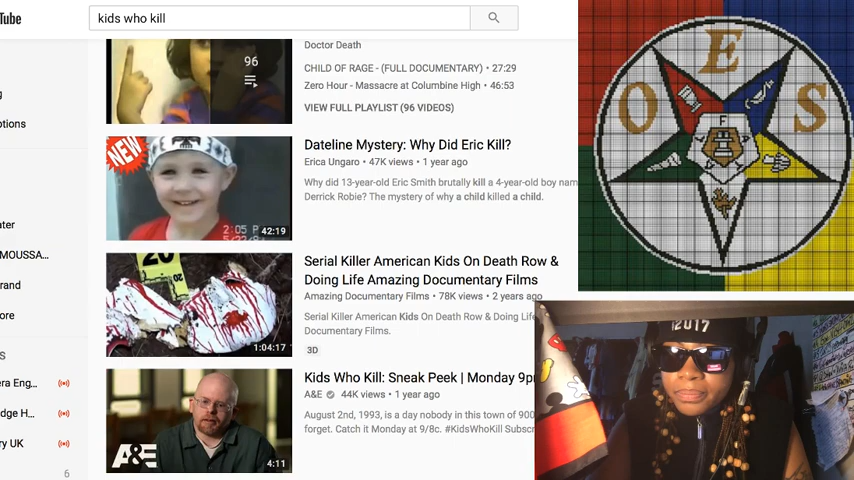 Tube
kids who kill
Doctor Death
96
CHILD OF RAGE - (FULL DOCUMENTARY) • 27:29
Zero Hour - Massacre at Columbine High • 46:53
VIEW FULL PLAYLIST (96 VIDEOS)
ptions
NEW
Dateline Mystery: Why Did Eric Kill?
Erica Ungaro • 47K views • 1 year ago
Why did 13-year-old Eric Smith brutally kill a 4-year-old boy nam
Derrick Robie? The mystery of why a child killed a child.
2:05 P
42:19
ater
MOUSSA...
rand
ore
20
Serial Killer American Kids On Death Row &
Doing Life Amazing Documentary Films
Amazing Documentary Films • 78K views • 2 years ago
Serial Killer American Kids On Death Row & Doing Life
Documentary Films.
3D
1:04:17
S
era Eng...
dge H...
ry UK
6
Kids Who Kill: Sneak Peek | Monday 9p
A&E • 44K views • 1 year ago
August 2nd, 1993, is a day nobody in this town of 900
forget. Catch it Monday at 9/8c. #KidsWhoKill Subsc
A&E
4:11
O E S
F
2017